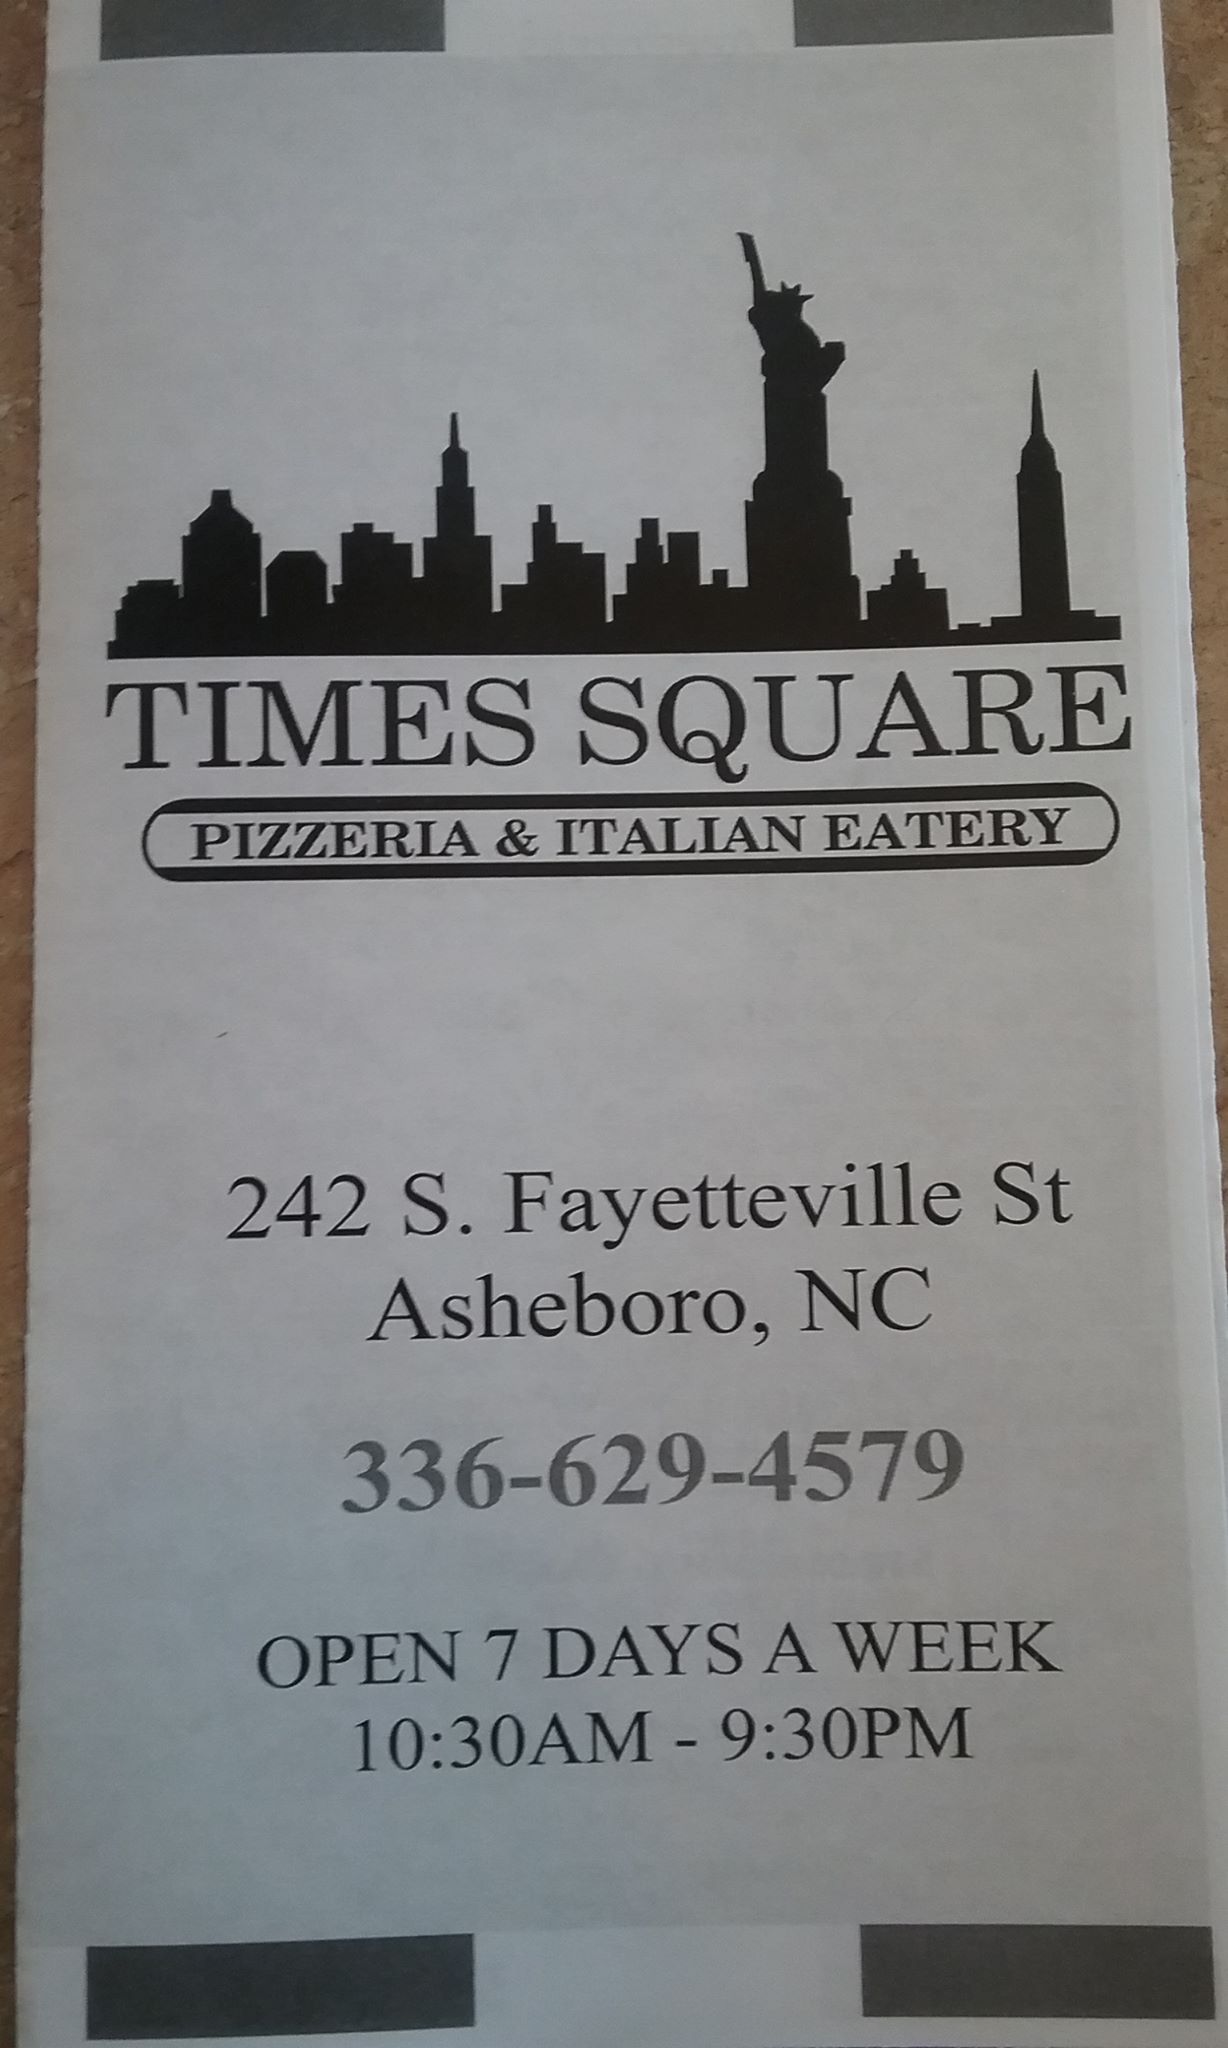 TIMES SQUARE
PIZZERIA & ITALIAN EATERY
242 S. Fayetteville St
Asheboro, NC
336-629-4579
OPEN 7 DAYS A WEEK
10:30AM - 9:30PM